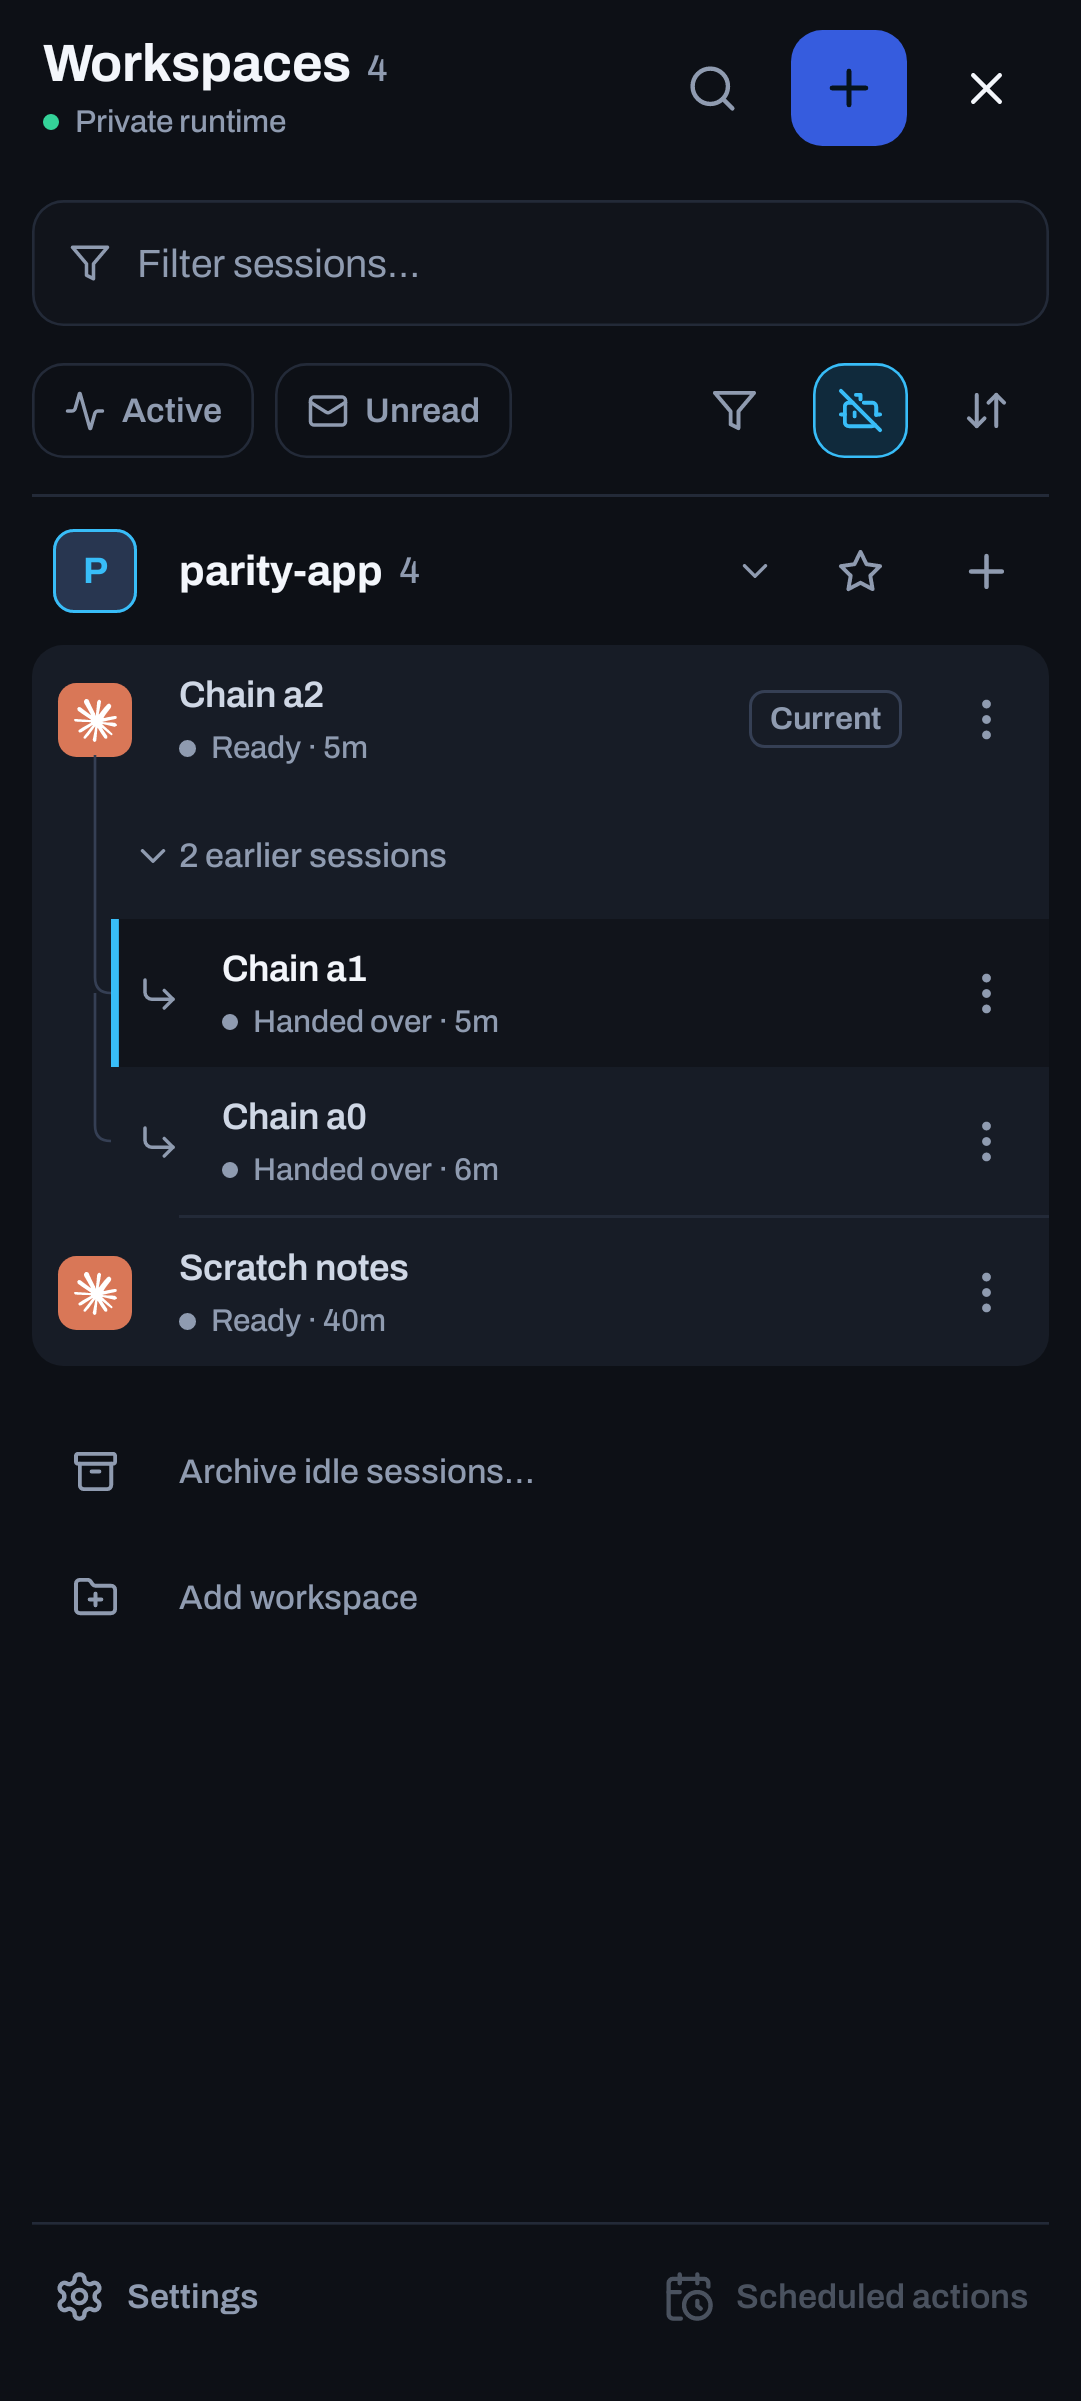 Workspaces 4
Private runtime
Filter sessions...
Active
Unread
P
parity-app 4
Chain a2
Ready · 5m
Current
2 earlier sessions
Chain a1
Handed over · 5m
Chain a0
Handed over · 6m
Scratch notes
Ready · 40m
Archive idle sessions...
Add workspace
Settings
Scheduled actions